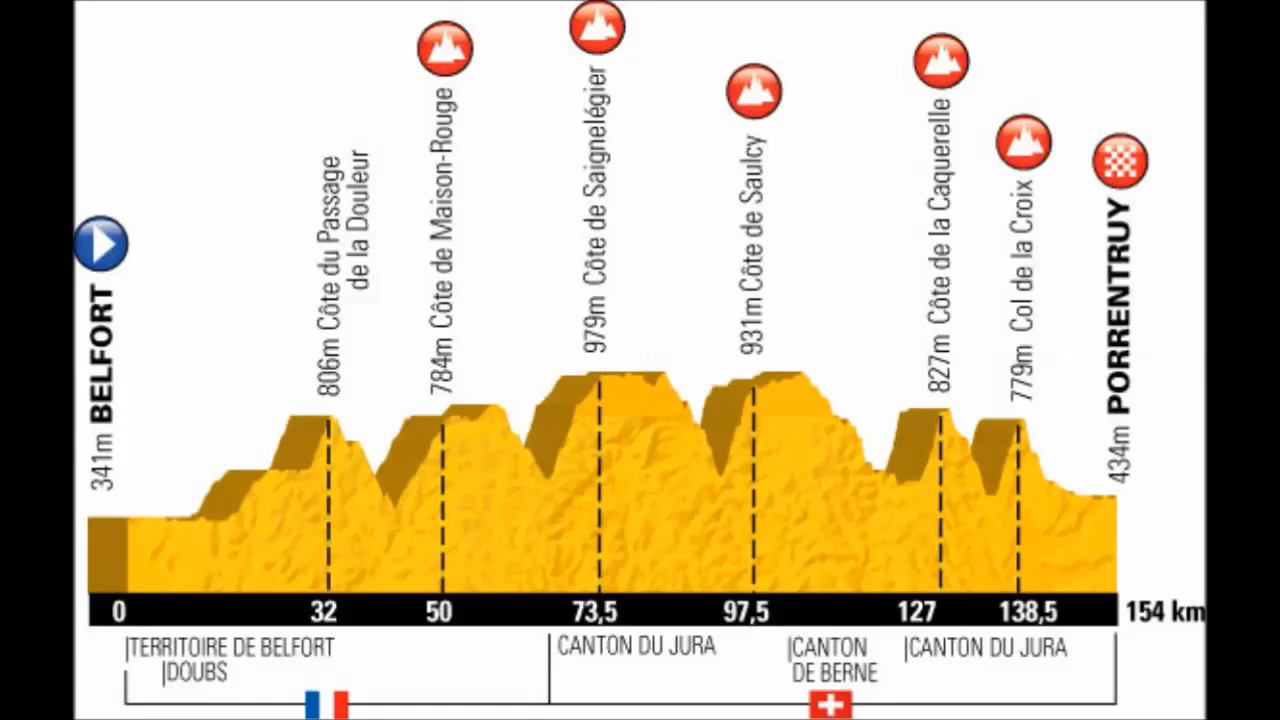 341m BELFORT
806m Côte du Passage
de la Douleur
784m Côte de Maison-Rouge
979m Côte de Saignelégier
931m Côte de Saulcy
827m Côte de la Caquerelle
779m Col de la Croix
434m PORRENTRUY
0 32 50 73,5 97,5 127 138,5 154 km
TERRITOIRE DE BELFORT
DOUBS
CANTON DU JURA
CANTON
DE BERNE
CANTON DU JURA